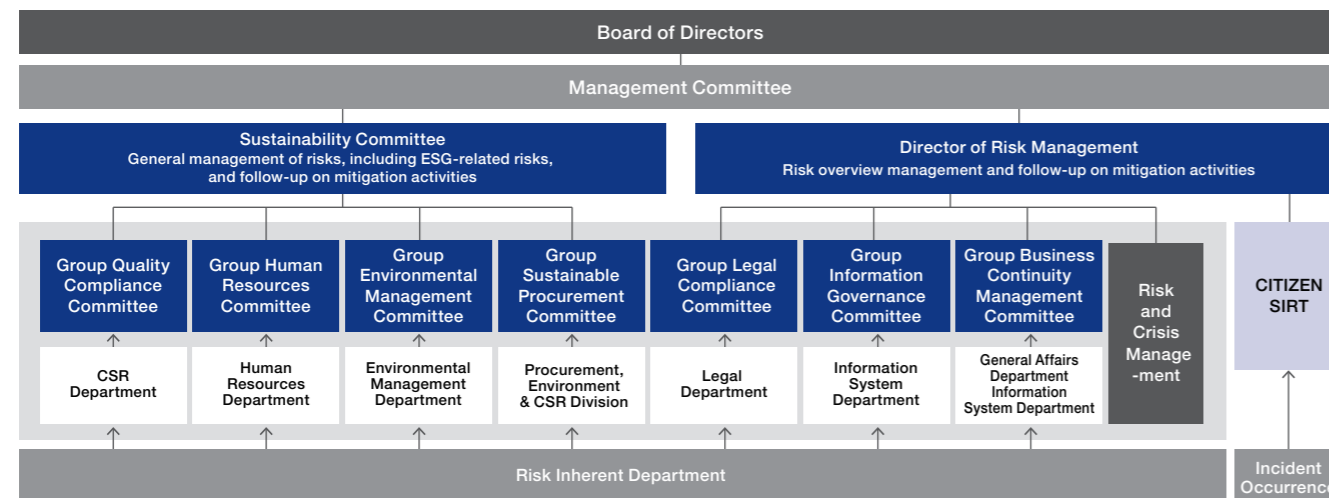 Board of Directors
Management Committee
Sustainability Committee
General management of risks, including ESG-related risks,
and follow-up on mitigation activities
Director of Risk Management
Risk overview management and follow-up on mitigation activities
Group Quality
Compliance
Committee
Group Human
Resources
Committee
Group
Environmental
Management
Committee
Group
Sustainable
Procurement
Committee
Group Legal
Compliance
Committee
Group
Information
Governance
Committee
Group Business
Continuity
Management
Committee
Risk
and
Crisis
Manage
-ment
CITIZEN
SIRT
CSR
Department
Human
Resources
Department
Environmental
Management
Department
Procurement,
Environment
& CSR Division
Legal
Department
Information
System
Department
General Affairs
Department
Information
System Department
Risk Inherent Department
Incident
Occurrence